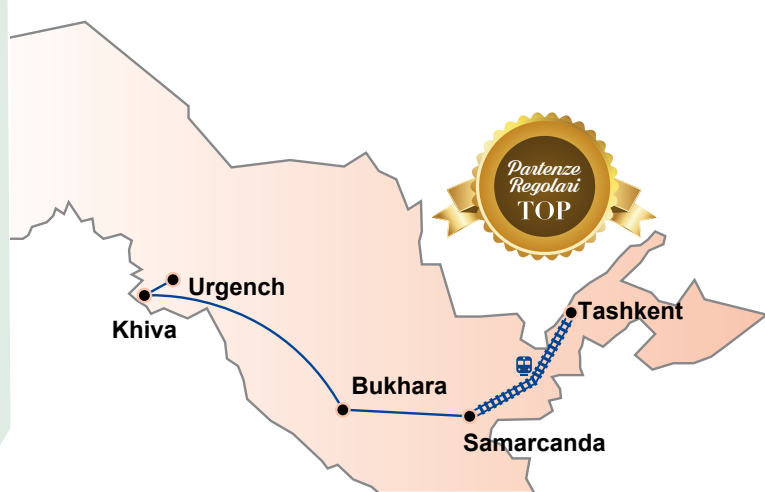 Partenze
Regolari
TOP
Urgench
Khiva
Tashkent
Bukhara
Samarcanda